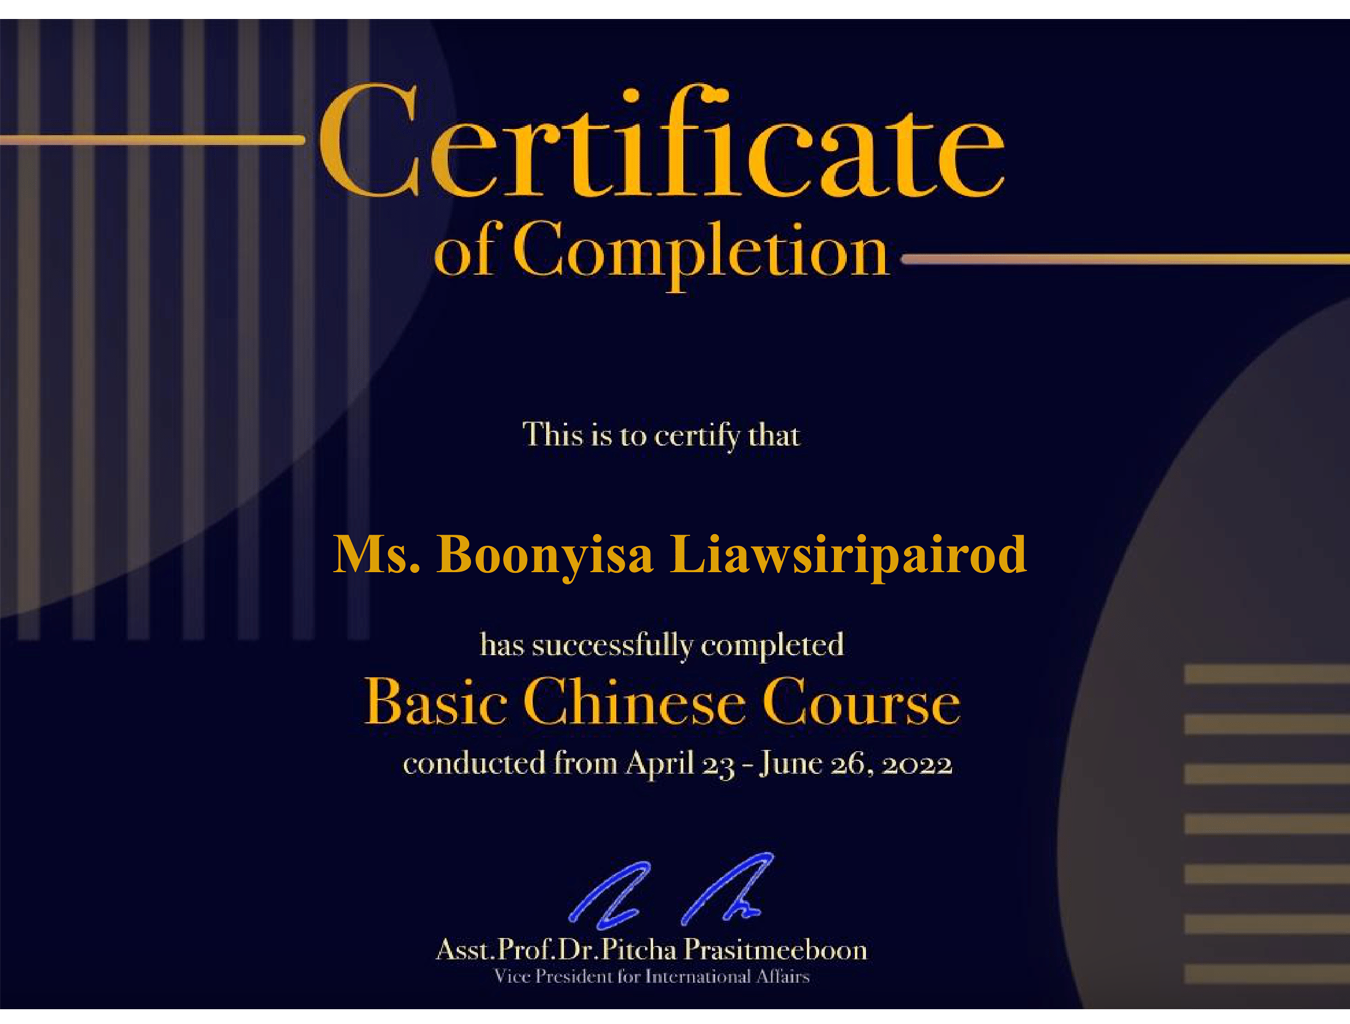 Certificate
of Completion
This is to certify that
Ms. Boonyisa Liawsiripairod
has successfully completed
Basic Chinese Course
conducted from April 23 - June 26, 2022
Asst.Prof.Dr.Pitcha Prasitmeeboon
Vice President for International Affairs